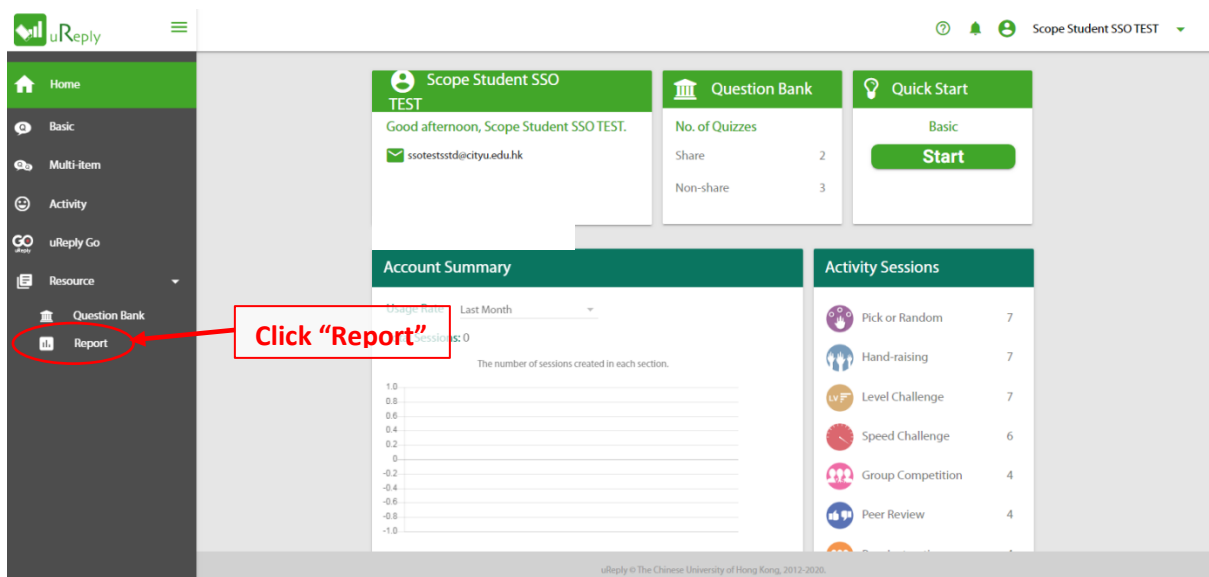 uReply
Scope Student SSO TEST
Home
Basic
Multi-item
Activity
GO
uReply
uReply Go
Resource
Question Bank
Report
Click “Report”
Scope Student SSO
TEST
Good afternoon, Scope Student SSO TEST.
ssotestsstd@cityu.edu.hk
Question Bank
No. of Quizzes
Share 2
Non-share 3
Quick Start
Basic
Start
Account Summary
Usage Rate Last Month
Sessions: 0
The number of sessions created in each section.
1.0
0.8
0.6
0.4
0.2
0
-0.2
-0.4
-0.6
-0.8
-1.0
Activity Sessions
Pick or Random 7
Hand-raising 7
LV
Level Challenge 7
Speed Challenge 6
Group Competition 4
Peer Review 4
uReply © The Chinese University of Hong Kong, 2012-2020.